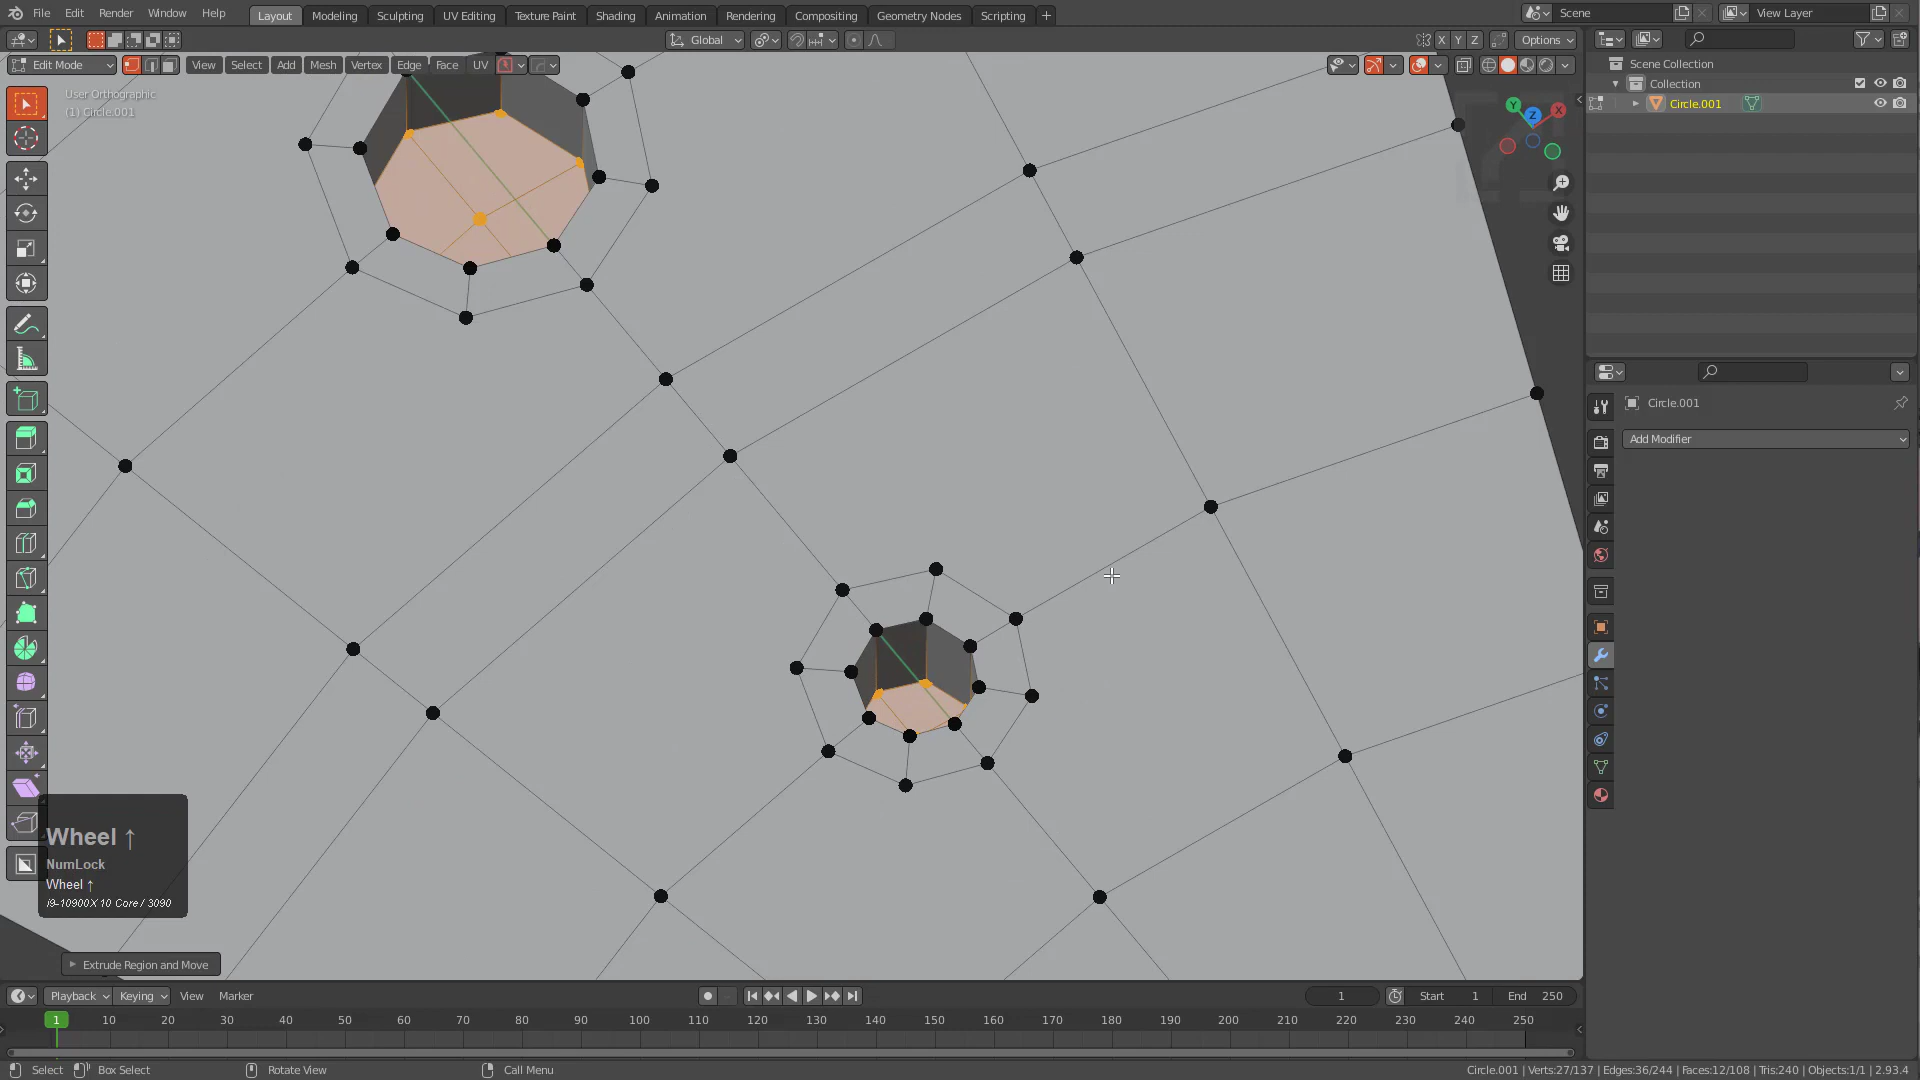 File Edit Render Window Help Layout Modeling Sculpting UV Editing Texture Paint Shading Animation Rendering Compositing Geometry Nodes Scripting + Scene View Layer
Global X Y Z Options
Edit Mode View Select Add Mesh Vertex Edge Face UV
Scene Collection
Collection
Circle.001
User Orthographic
(1) Circle.001
Y X Z
Circle.001
Add Modifier
Wheel ↑
NumLock
Wheel ↑
i9-10900X 10 Core / 3090
Extrude Region and Move
Playback Keying View Marker 1 Start 1 End 250
1 10 20 30 40 50 60 70 80 90 100 110 120 130 140 150 160 170 180 190 200 210 220 230 240 250
Select Box Select Rotate View Call Menu Circle.001 | Verts:27/137 | Edges:36/244 | Faces:12/108 | Tris:240 | Objects:1/1 | 2.93.4